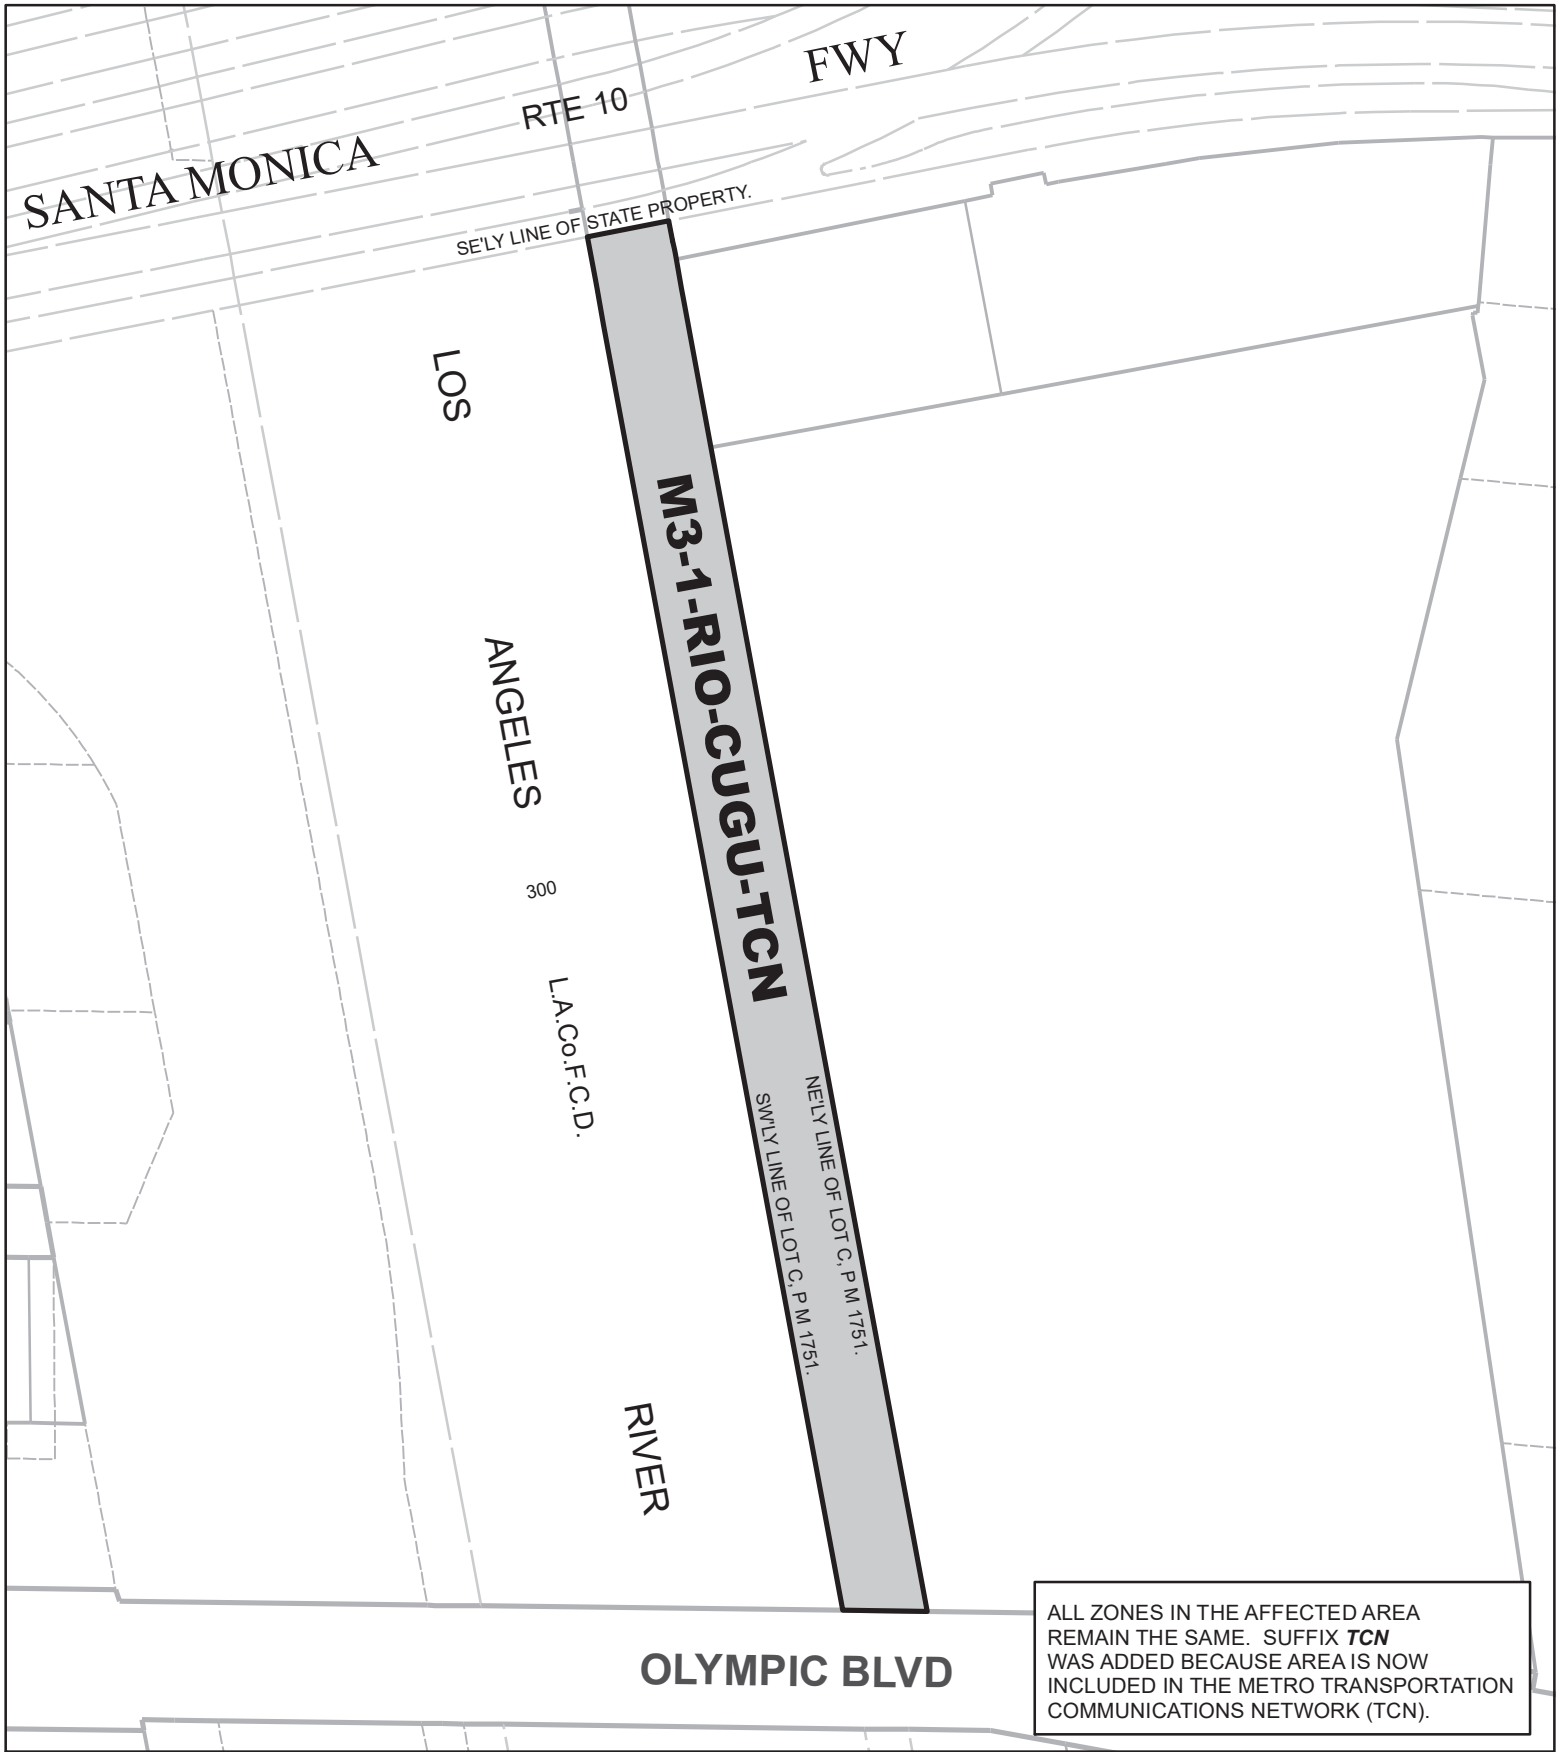 FWY
RTE 10
SANTA MONICA
SE'LY LINE OF STATE PROPERTY.
LOS
ANGELES
300
L.A.Co.F.C.D.
RIVER
M3-1-RIO-CUGU-TCN
NE'LY LINE OF LOT C, P M 1751.
SW'LY LINE OF LOT C, P M 1751.
OLYMPIC BLVD
ALL ZONES IN THE AFFECTED AREA
REMAIN THE SAME. SUFFIX TCN
WAS ADDED BECAUSE AREA IS NOW
INCLUDED IN THE METRO TRANSPORTATION
COMMUNICATIONS NETWORK (TCN).